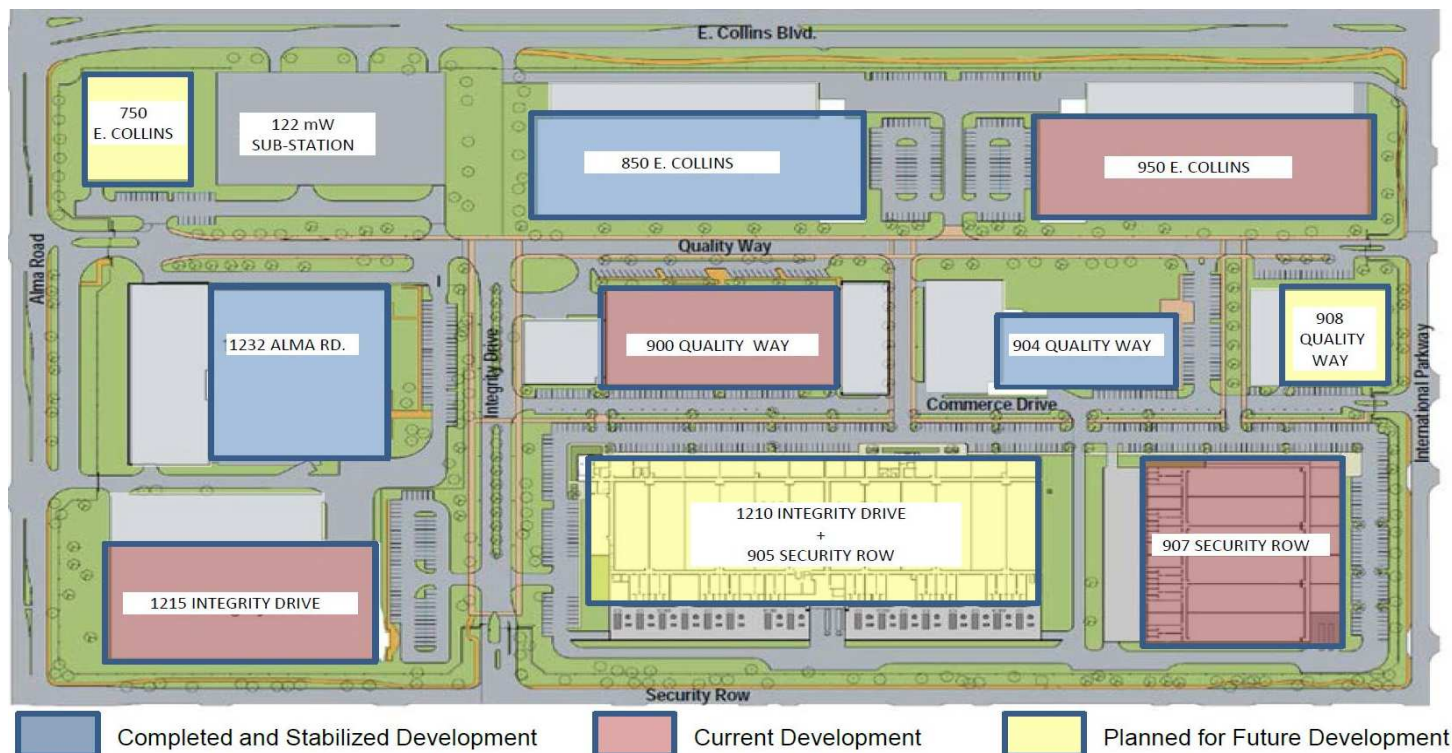 E. Collins Blvd.
750
E. COLLINS
122 mW
SUB-STATION
850 E. COLLINS
950 E. COLLINS
Alma Road
Quality Way
1232 ALMA RD.
Integrity Drive
900 QUALITY WAY
904 QUALITY WAY
908
QUALITY
WAY
Commerce Drive
International Parkway
1210 INTEGRITY DRIVE
+
905 SECURITY ROW
907 SECURITY ROW
1215 INTEGRITY DRIVE
Security Row
Completed and Stabilized Development
Current Development
Planned for Future Development